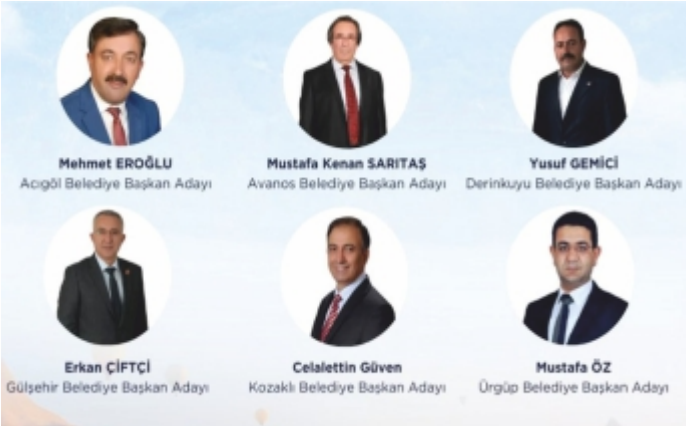 Mehmet EROĞLU
Acıgöl Belediye Başkan Adayı
Mustafa Kenan SARITAŞ
Avanos Belediye Başkan Adayı
Yusuf GEMİCİ
Derinkuyu Belediye Başkan Adayı
Erkan ÇİFTÇİ
Gülşehir Belediye Başkan Adayı
Celalettin Güven
Kozaklı Belediye Başkan Adayı
Mustafa ÖZ
Ürgüp Belediye Başkan Adayı